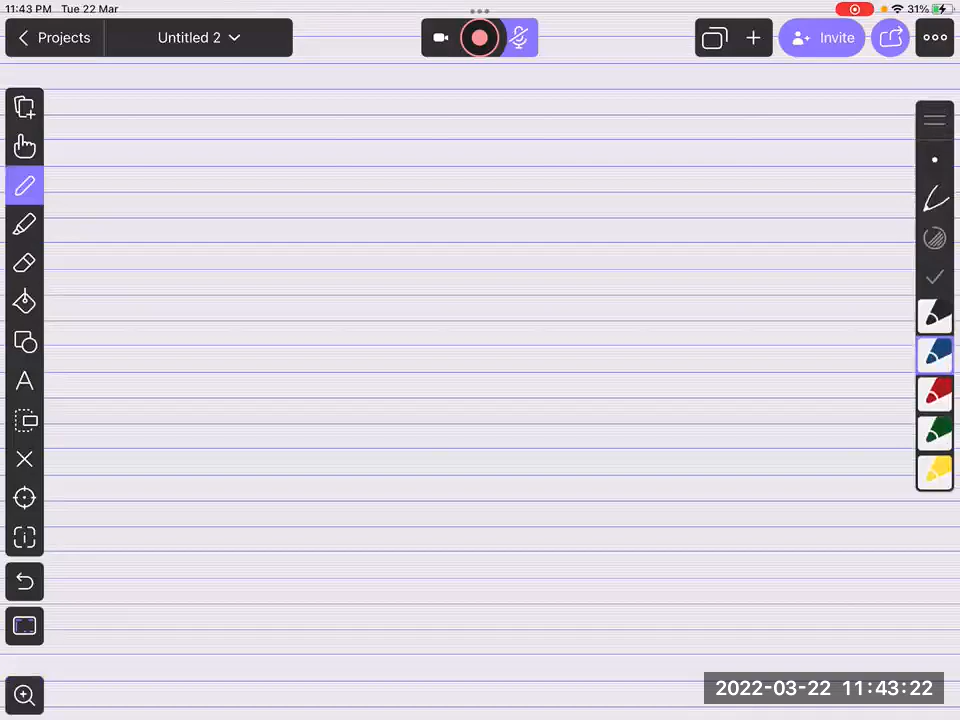 11:43 PM Tue 22 Mar
31%
Projects
Untitled 2
Invite
A
2022-03-22 11:43:22